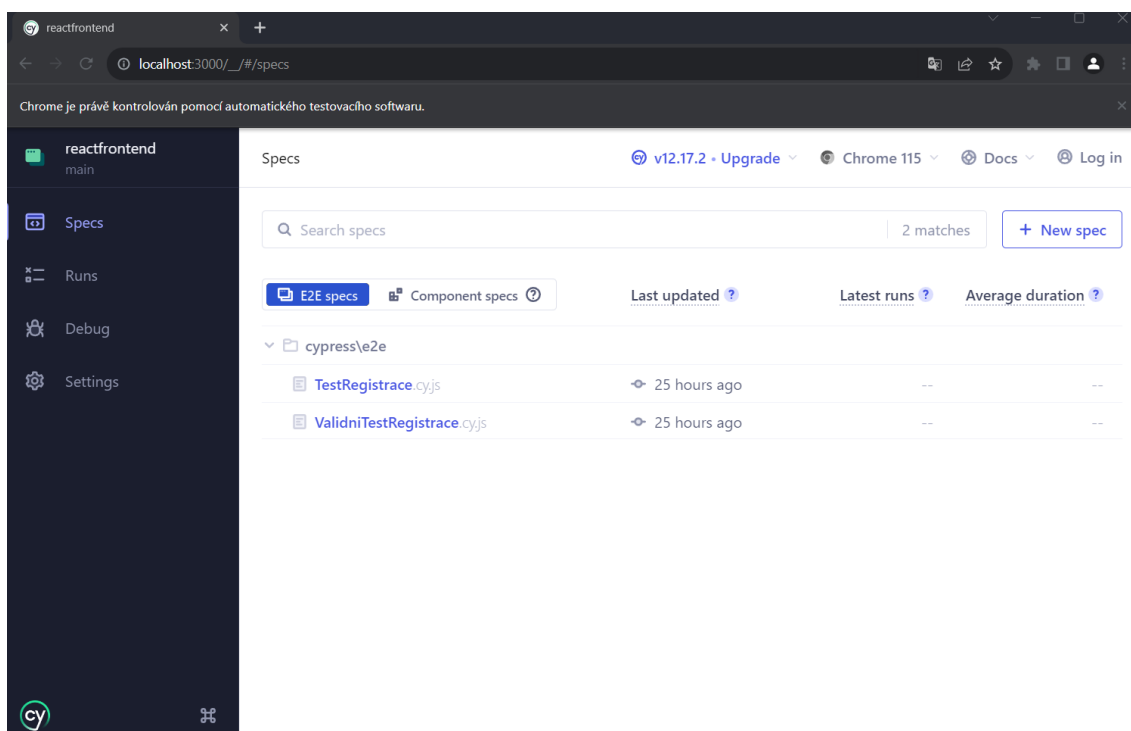 reactfrontend
localhost:3000/__/#/specs
Chrome je právě kontrolován pomocí automatického testovacího softwaru.
reactfrontend
main
Specs
Runs
Debug
Settings
cy
Specs
v12.17.2 • Upgrade
Chrome 115
Docs
Log in
Search specs
2 matches
+ New spec
E2E specs
Component specs
Last updated
Latest runs
Average duration
cypress\e2e
TestRegistrace.cy.js 25 hours ago -- --
ValidniTestRegistrace.cy.js 25 hours ago -- --